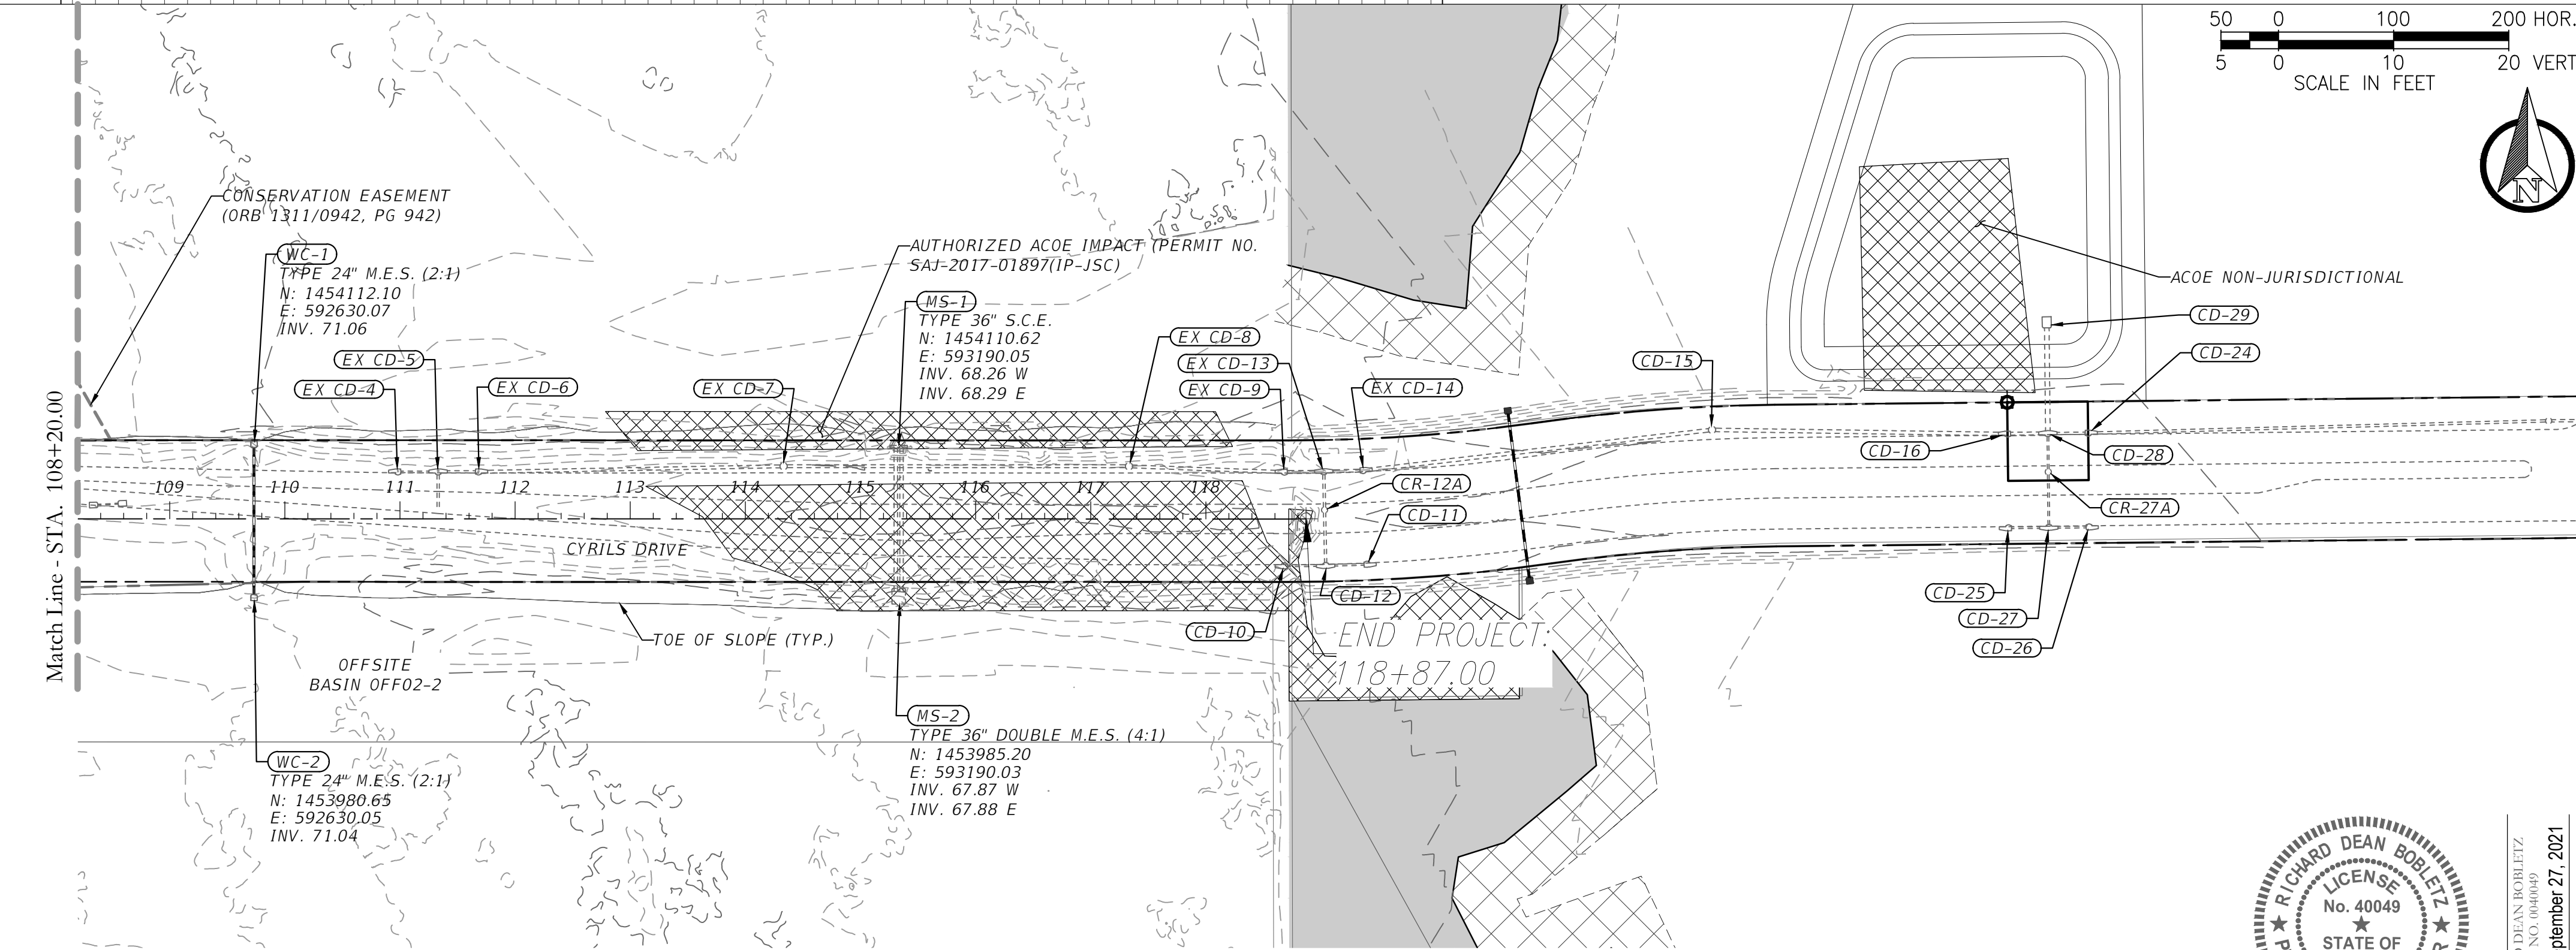 50 0 100 200 HOR.
5 0 10 20 VERT
SCALE IN FEET
N
CONSERVATION EASEMENT
(ORB 1311/0942, PG 942)
WC-1
TYPE 24" M.E.S. (2:1)
N: 1454112.10
E: 592630.07
INV. 71.06
AUTHORIZED ACOE IMPACT (PERMIT NO.
SAJ-2017-01897(IP-JSC)
MS-1
TYPE 36" S.C.E.
N: 1454110.62
E: 593190.05
INV. 68.26 W
INV. 68.29 E
ACOE NON-JURISDICTIONAL
CD-29
CD-24
EX CD-8
EX CD-13
EX CD-9
EX CD-14
CD-15
EX CD-5
EX CD-4
EX CD-6
EX CD-7
CD-16
CD-28
CR-12A
CR-27A
CD-11
109 110 111 112 113 114 115 116 117 118
Match Line - STA. 108+20.00
CYRILS DRIVE
CD-12
CD-25
CD-27
CD-26
CD-10
TOE OF SLOPE (TYP.)
END PROJECT:
118+87.00
OFFSITE
BASIN OFF02-2
MS-2
TYPE 36" DOUBLE M.E.S. (4:1)
N: 1453985.20
E: 593190.03
INV. 67.87 W
INV. 67.88 E
WC-2
TYPE 24" M.E.S. (2:1)
N: 1453980.65
E: 592630.05
INV. 71.04
RICHARD DEAN BOBLETZ
LICENSE
No. 40049
STATE OF
DEAN BOBLETZ
NO. 0040049
ptember 27, 2021